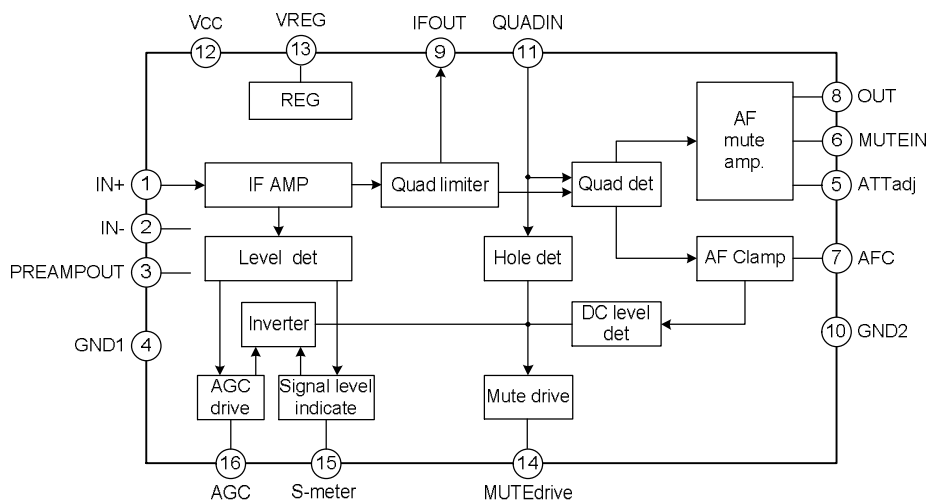 Vcc
VREG
IFOUT
QUADIN
12
13
9
11
REG
8
OUT
AF
mute
amp.
6
MUTEIN
5
ATTadj
IN+
1
IF AMP
Quad limiter
Quad det
IN-
2
PREAMPOUT
3
Level det
Hole det
AF Clamp
7
AFC
GND1
4
Inverter
DC level
det
10
GND2
AGC
drive
Signal level
indicate
Mute drive
16
15
14
AGC
S-meter
MUTEdrive